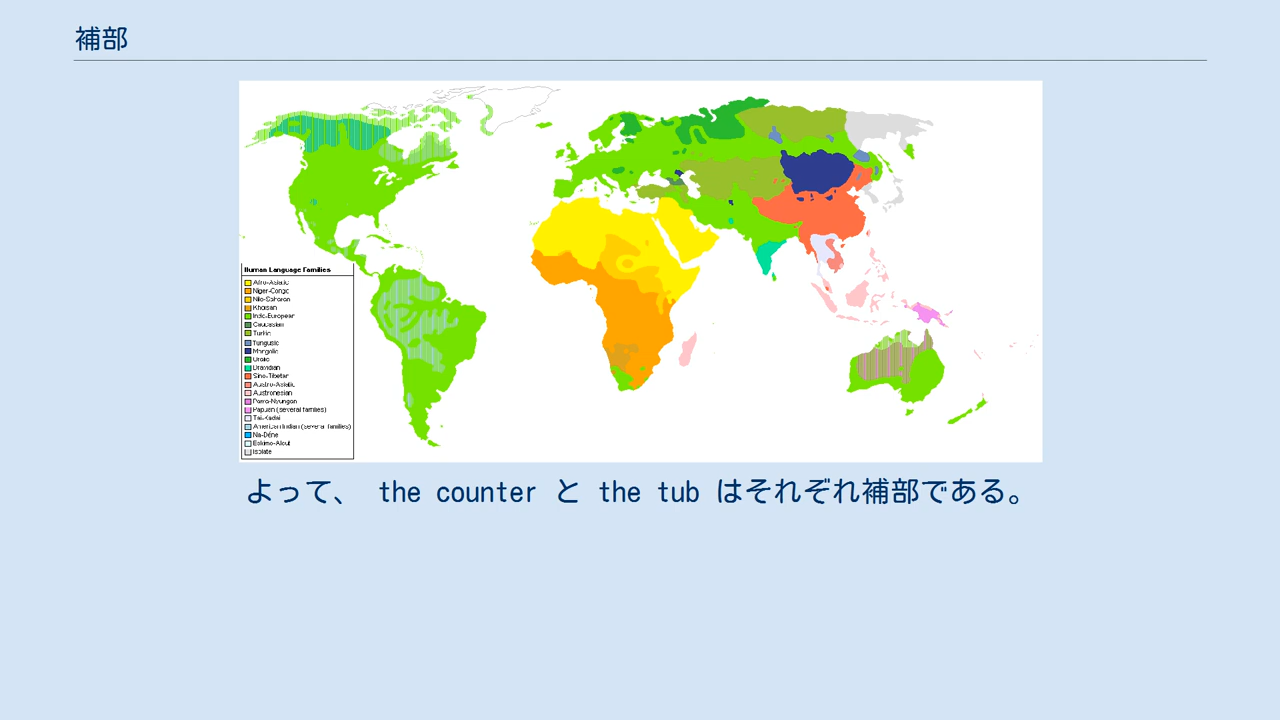 補部
Human Language Families
Afro-Asiatic
Niger-Congo
Nilo-Saharan
Khoisan
Indo-European
Caucasian
Turkic
Tungusic
Mongolic
Uralic
Dravidian
Sino-Tibetan
Austro-Asiatic
Austronesian
Pama-Nyungan
Papuan (several families)
Tai-Kadai
American Indian (several families)
Na-Dené
Eskimo-Aleut
Isolate
よって、 the counter と the tub はそれぞれ補部である。